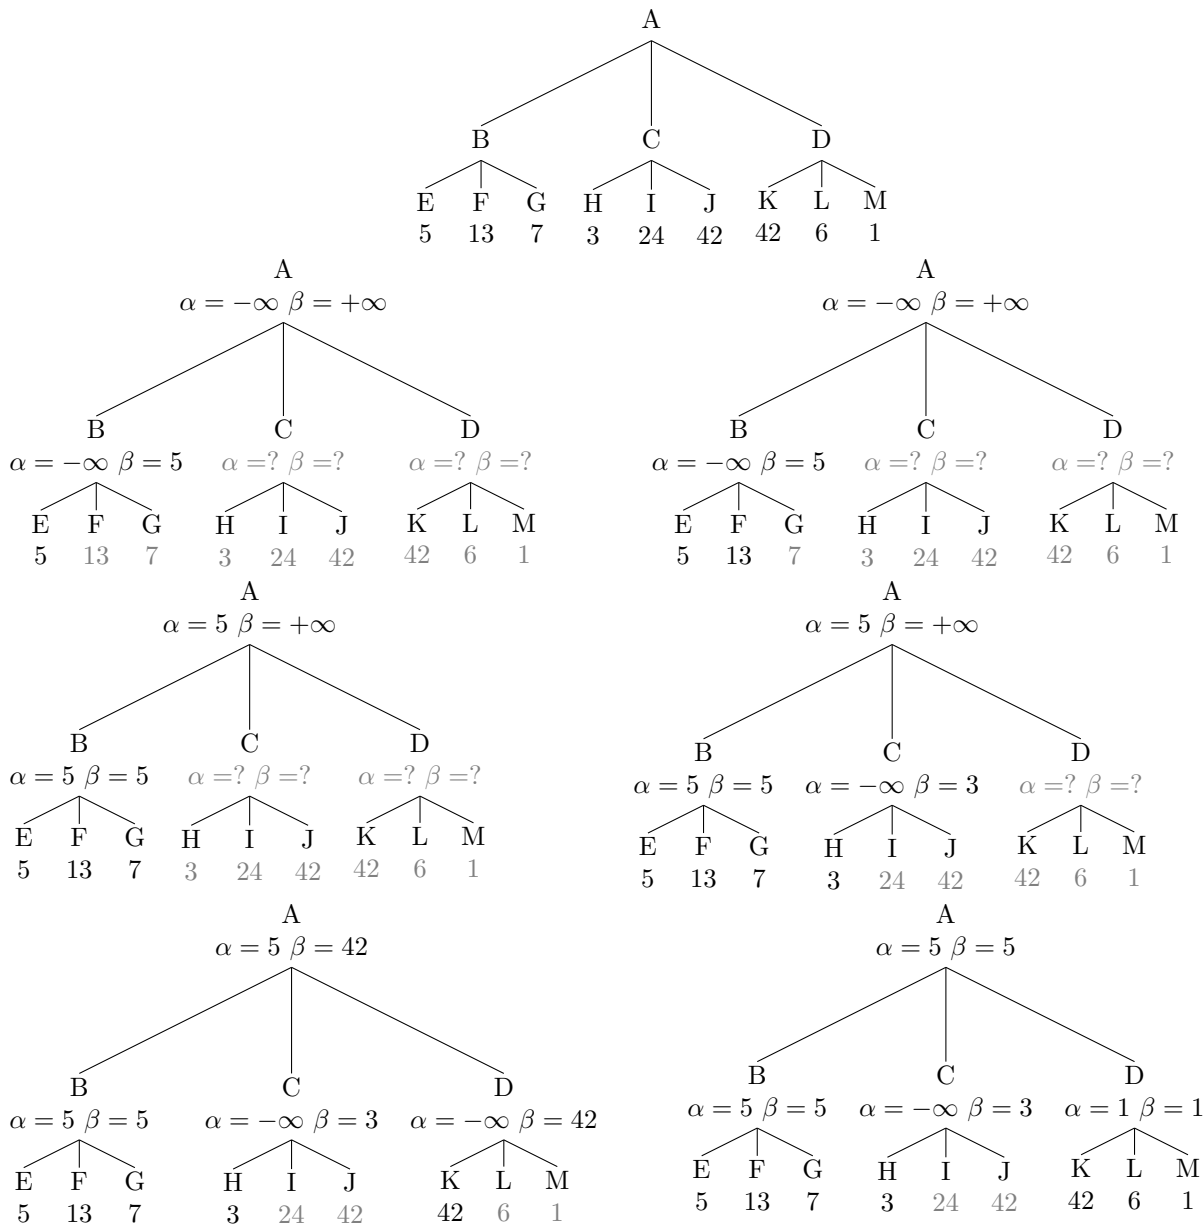 A
B C D
E F G H I J K L M
5 13 7 3 24 42 42 6 1
A
α = −∞ β = +∞
B C D
α = −∞ β = 5 α =? β =? α =? β =?
E F G H I J K L M
5 13 7 3 24 42 42 6 1
A
α = −∞ β = +∞
B C D
α = −∞ β = 5 α =? β =? α =? β =?
E F G H I J K L M
5 13 7 3 24 42 42 6 1
A
α = 5 β = +∞
B C D
α = 5 β = 5 α =? β =? α =? β =?
E F G H I J K L M
5 13 7 3 24 42 42 6 1
A
α = 5 β = +∞
B C D
α = 5 β = 5 α = −∞ β = 3 α =? β =?
E F G H I J K L M
5 13 7 3 24 42 42 6 1
A
α = 5 β = 42
B C D
α = 5 β = 5 α = −∞ β = 3 α = −∞ β = 42
E F G H I J K L M
5 13 7 3 24 42 42 6 1
A
α = 5 β = 5
B C D
α = 5 β = 5 α = −∞ β = 3 α = 1 β = 1
E F G H I J K L M
5 13 7 3 24 42 42 6 1